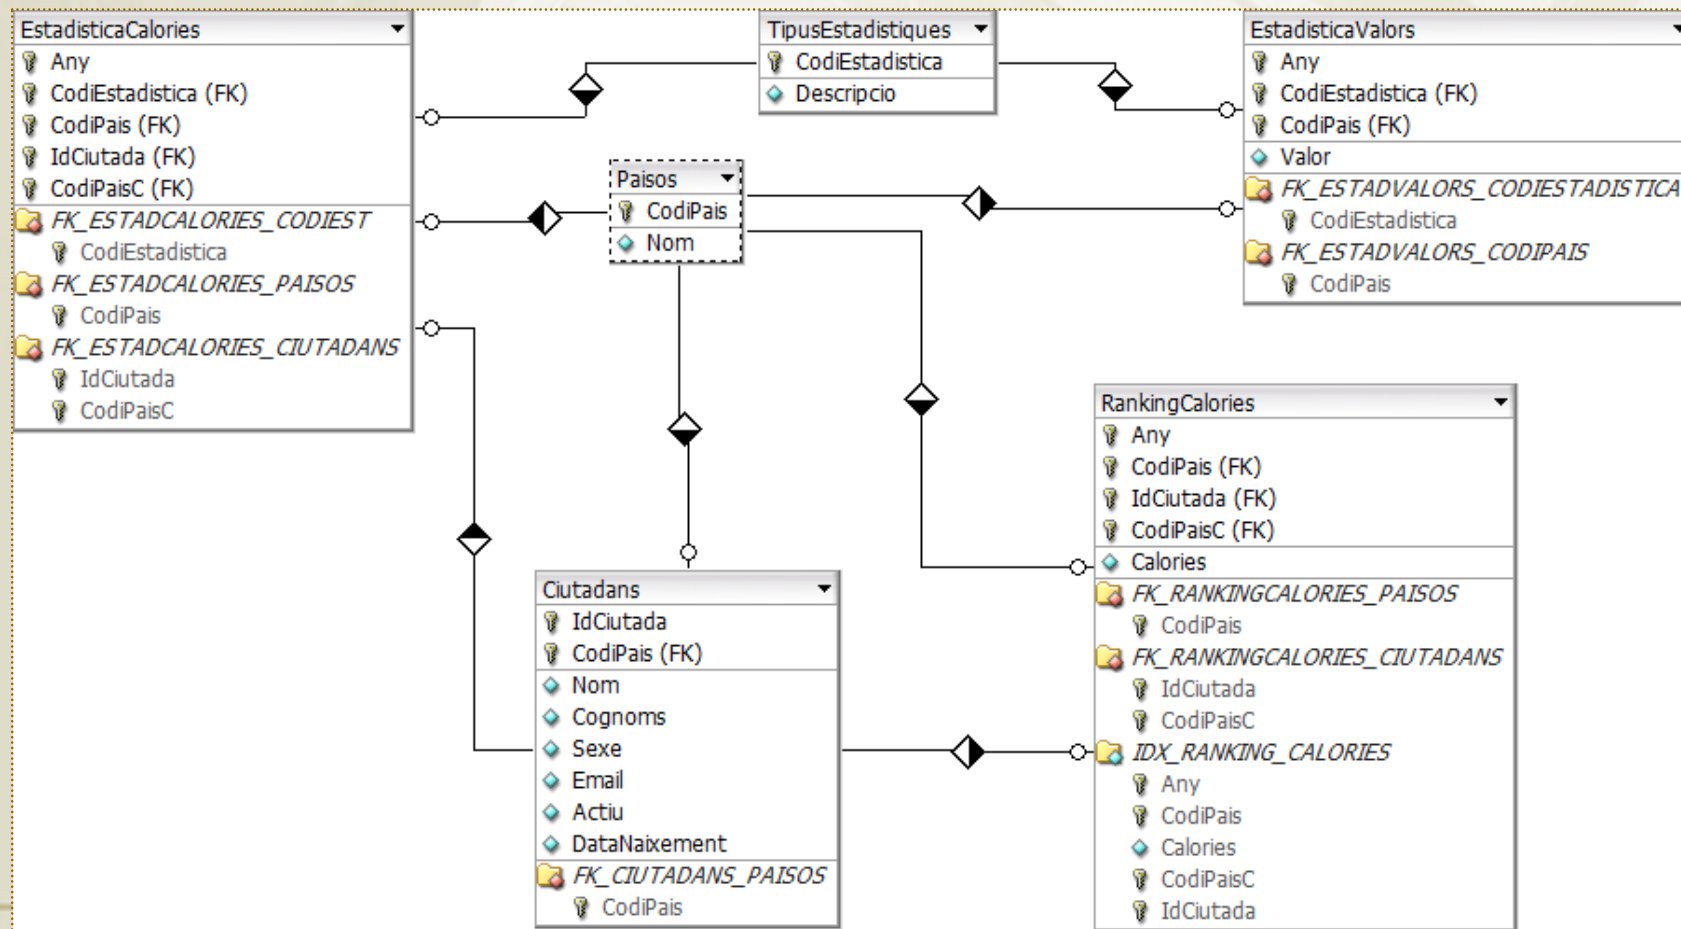 EstadisticaCalories
Any
CodiEstadistica (FK)
CodiPais (FK)
IdCiutada (FK)
CodiPaisC (FK)
FK_ESTADCALORIES_CODIEST
CodiEstadistica
FK_ESTADCALORIES_PAISOS
CodiPais
FK_ESTADCALORIES_CIUTADANS
IdCiutada
CodiPaisC
TipusEstadistiques
CodiEstadistica
Descripcio
EstadisticaValors
Any
CodiEstadistica (FK)
CodiPais (FK)
Valor
FK_ESTADVALORS_CODIESTADISTICA
CodiEstadistica
FK_ESTADVALORS_CODIPAIS
CodiPais
Paisos
CodiPais
Nom
Ciutadans
IdCiutada
CodiPais (FK)
Nom
Cognoms
Sexe
Email
Actiu
DataNaixement
FK_CIUTADANS_PAISOS
CodiPais
RankingCalories
Any
CodiPais (FK)
IdCiutada (FK)
CodiPaisC (FK)
Calories
FK_RANKINGCALORIES_PAISOS
CodiPais
FK_RANKINGCALORIES_CIUTADANS
IdCiutada
CodiPaisC
IDX_RANKING_CALORIES
Any
CodiPais
Calories
CodiPaisC
IdCiutada